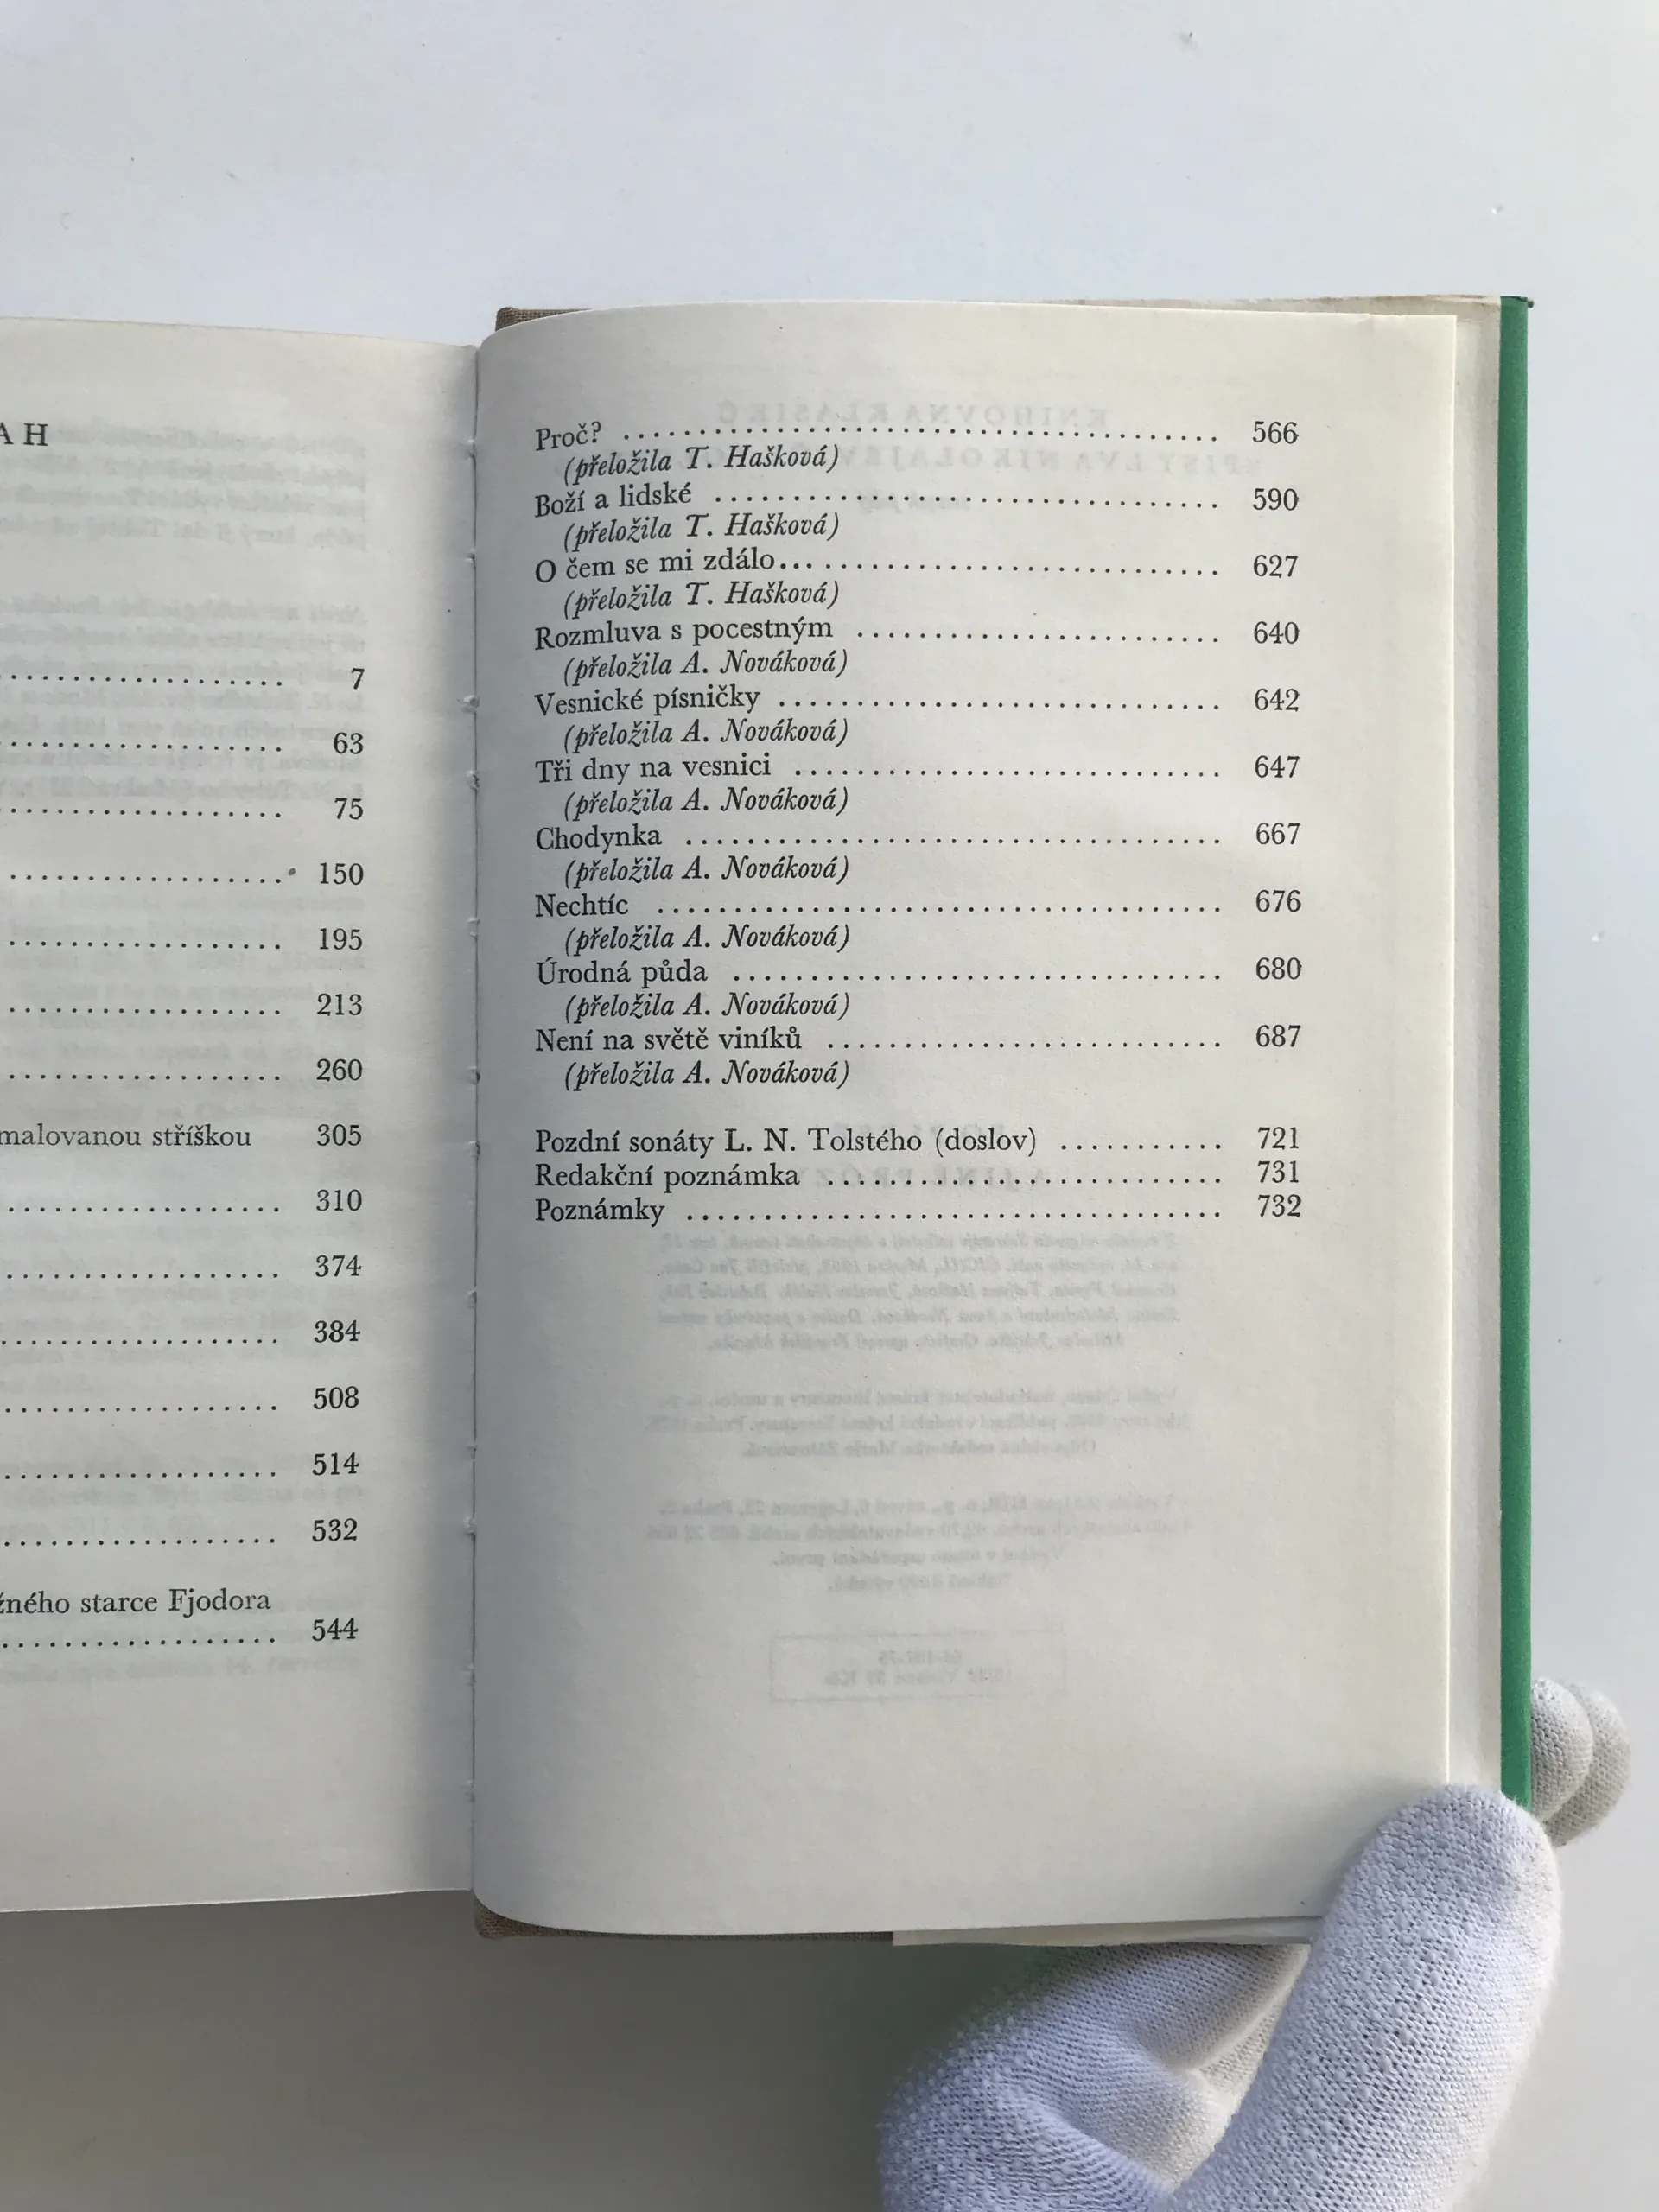 AH
................... 7
................... 63
................... 75
................... 150
................... 195
................... 213
................... 260
malovanou stříškou 305
................... 310
................... 374
................... 384
................... 508
................... 514
................... 532
starce Fjodora
................... 544
Proč? ................................ 566
(přeložila T. Hašková)
Boží a lidské ................................ 590
(přeložila T. Hašková)
O čem se mi zdálo... ................................ 627
(přeložila T. Hašková)
Rozmluva s pocestným ................................ 640
(přeložila A. Nováková)
Vesnické písničky ................................ 642
(přeložila A. Nováková)
Tři dny na vesnici ................................ 647
(přeložila A. Nováková)
Chodynka ................................ 667
(přeložila A. Nováková)
Nechtíc ................................ 676
(přeložila A. Nováková)
Úrodná půda ................................ 680
(přeložila A. Nováková)
Není na světě viníků ................................ 687
(přeložila A. Nováková)
Pozdní sonáty L. N. Tolstého (doslov) ........... 721
Redakční poznámka ................................ 731
Poznámky ................................ 732